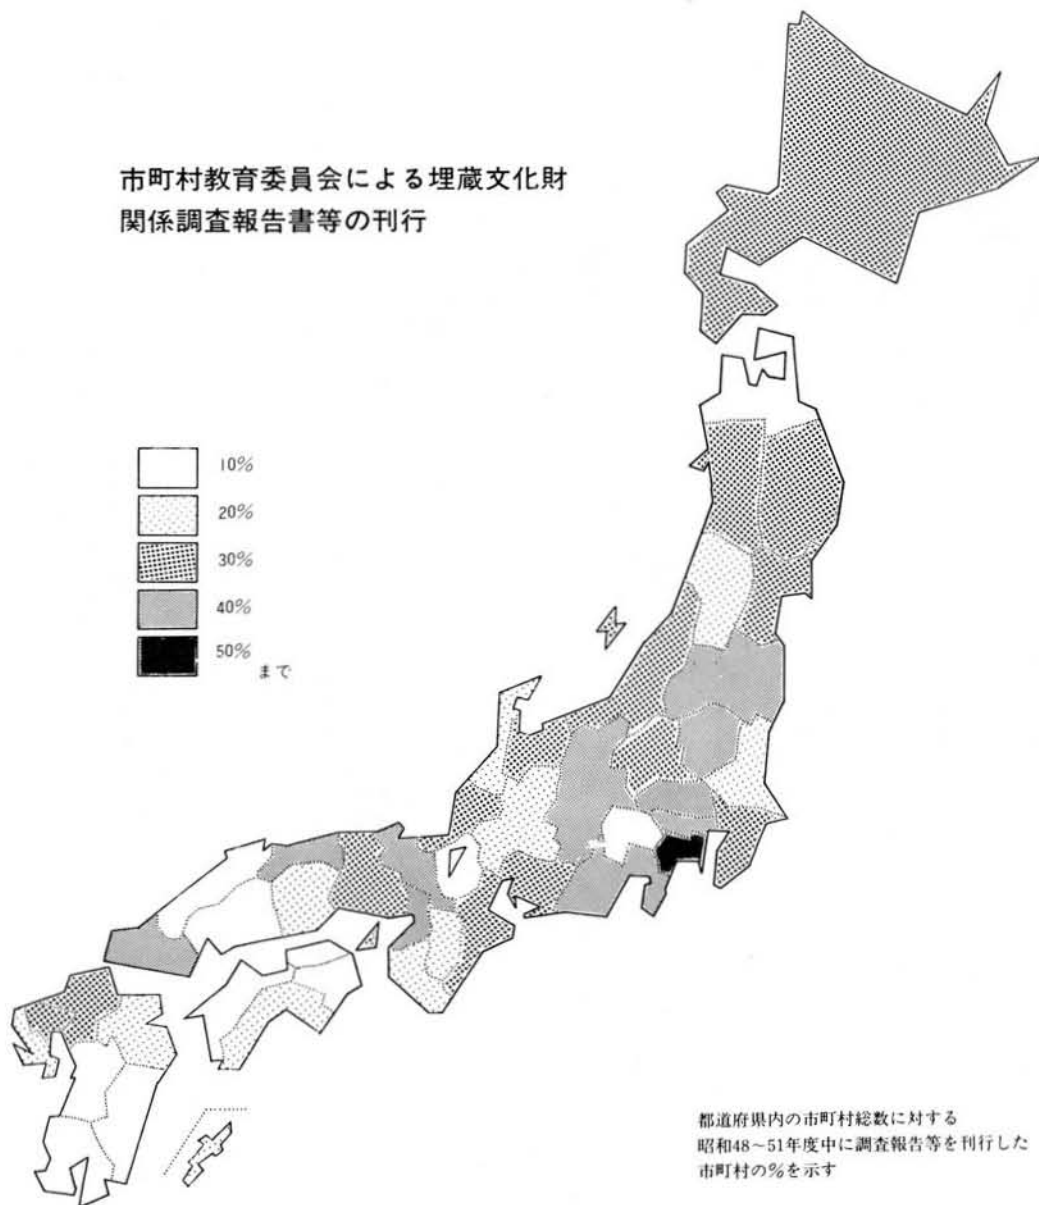 市町村教育委員会による埋蔵文化財
関係調査報告書等の刊行
10%
20%
30%
40%
50%
まで
都道府県内の市町村総数に対する
昭和48〜51年度中に調査報告等を刊行した
市町村の%を示す